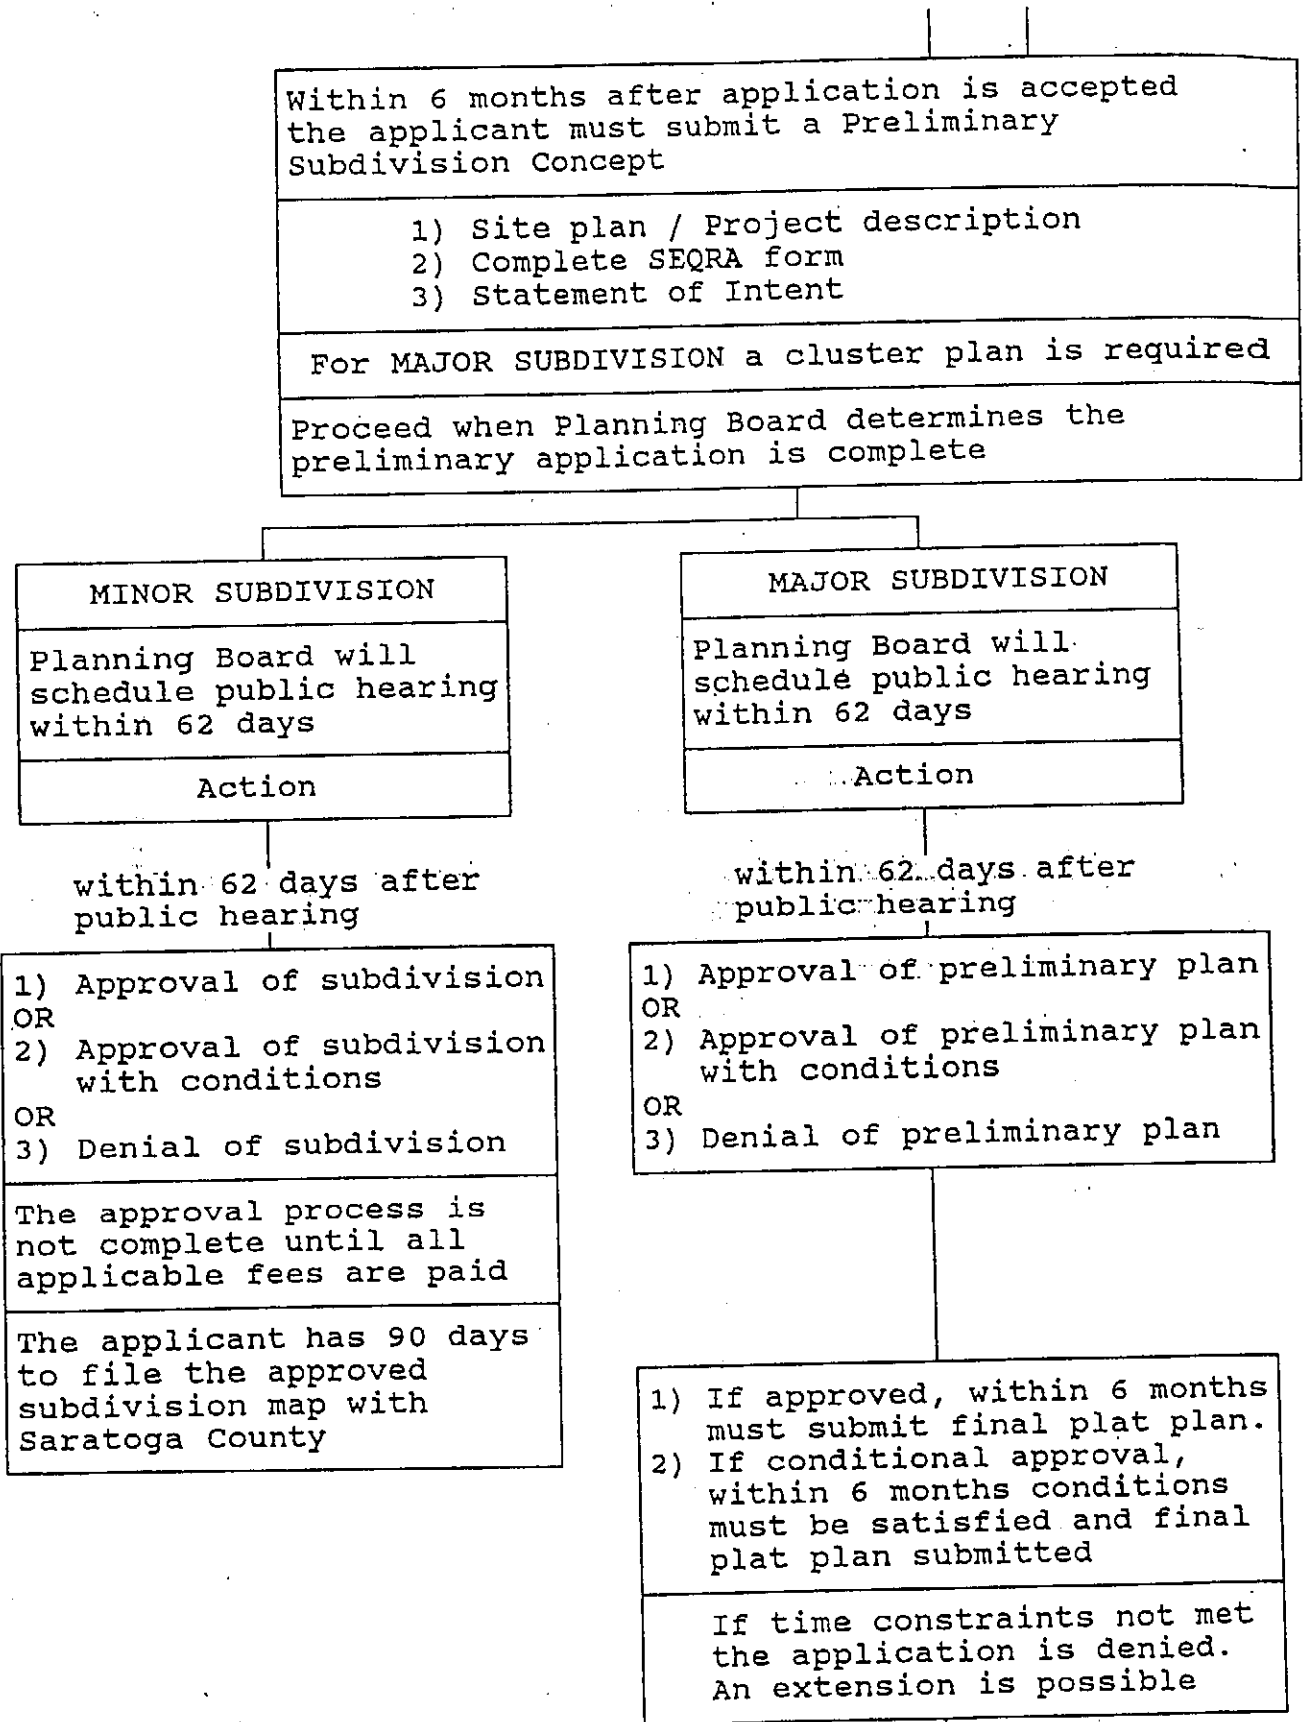 Within 6 months after application is accepted
the applicant must submit a Preliminary
Subdivision Concept
1) Site plan / Project description
2) Complete SEQRA form
3) Statement of Intent
For MAJOR SUBDIVISION a cluster plan is required
Proceed when Planning Board determines the
preliminary application is complete
MINOR SUBDIVISION
Planning Board will
schedule public hearing
within 62 days
Action
within 62 days after
public hearing
1) Approval of subdivision
OR
2) Approval of subdivision
with conditions
OR
3) Denial of subdivision
The approval process is
not complete until all
applicable fees are paid
The applicant has 90 days
to file the approved
subdivision map with
Saratoga County
MAJOR SUBDIVISION
Planning Board will
schedule public hearing
within 62 days
Action
within 62 days after
public hearing
1) Approval of preliminary plan
OR
2) Approval of preliminary plan
with conditions
OR
3) Denial of preliminary plan
1) If approved, within 6 months
must submit final plat plan.
2) If conditional approval,
within 6 months conditions
must be satisfied and final
plat plan submitted
If time constraints not met
the application is denied.
An extension is possible